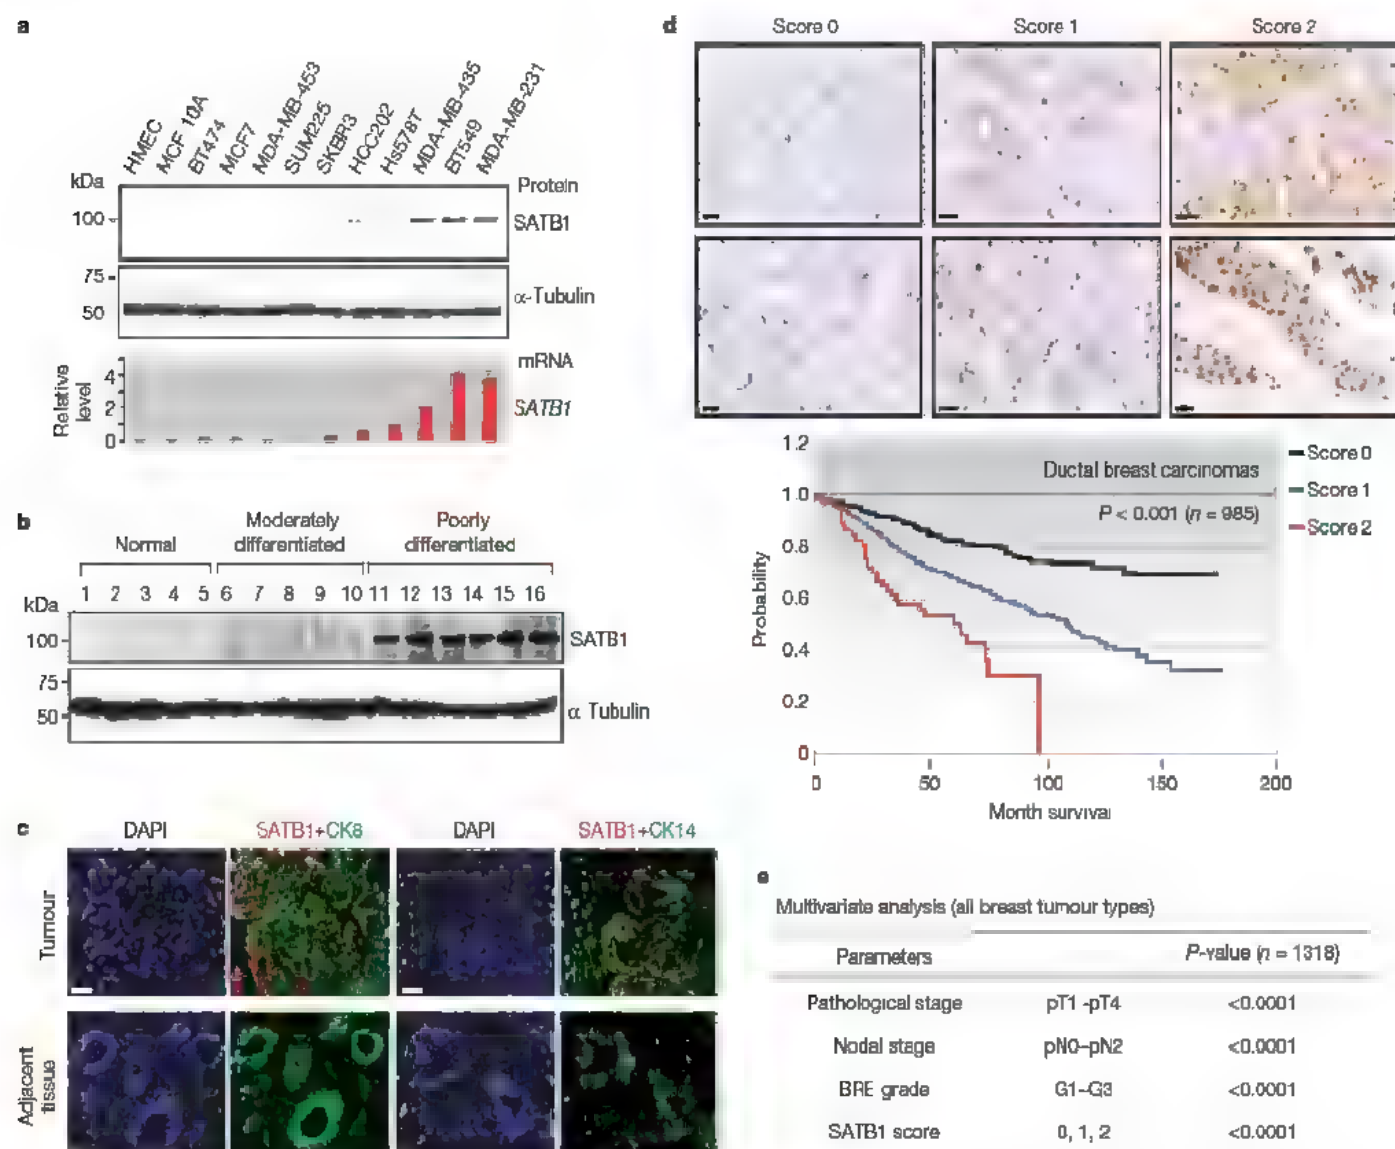 a
HMEC
MCF 10A
BT474
MCF7
MDA-MB-453
SUM225
SKBR3
HCC202
Hs578T
MDA-MB-435
BT549
MDA-MB-231
kDa
Protein
100
SATB1
75
α-Tubulin
50
mRNA
Relative
level
4
2
0
SATB1
b
Normal
Moderately
differentiated
Poorly
differentiated
1 2 3 4 5 6 7 8 9 10 11 12 13 14 15 16
kDa
100
SATB1
75
50
α Tubulin
c
DAPI
SATB1+CK8
DAPI
SATB1+CK14
Tumour
Adjacent
tissue
d
Score 0
Score 1
Score 2
1.2
1.0
0.8
0.6
0.4
0.2
0
Probability
Ductal breast carcinomas
P < 0.001 (n = 985)
Score 0
Score 1
Score 2
0 50 100 150 200
Month survival
e
Multivariate analysis (all breast tumour types)
Parameters P-value (n = 1318)
Pathological stage pT1 -pT4 <0.0001
Nodal stage pN0–pN2 <0.0001
BRE grade G1–G3 <0.0001
SATB1 score 0, 1, 2 <0.0001